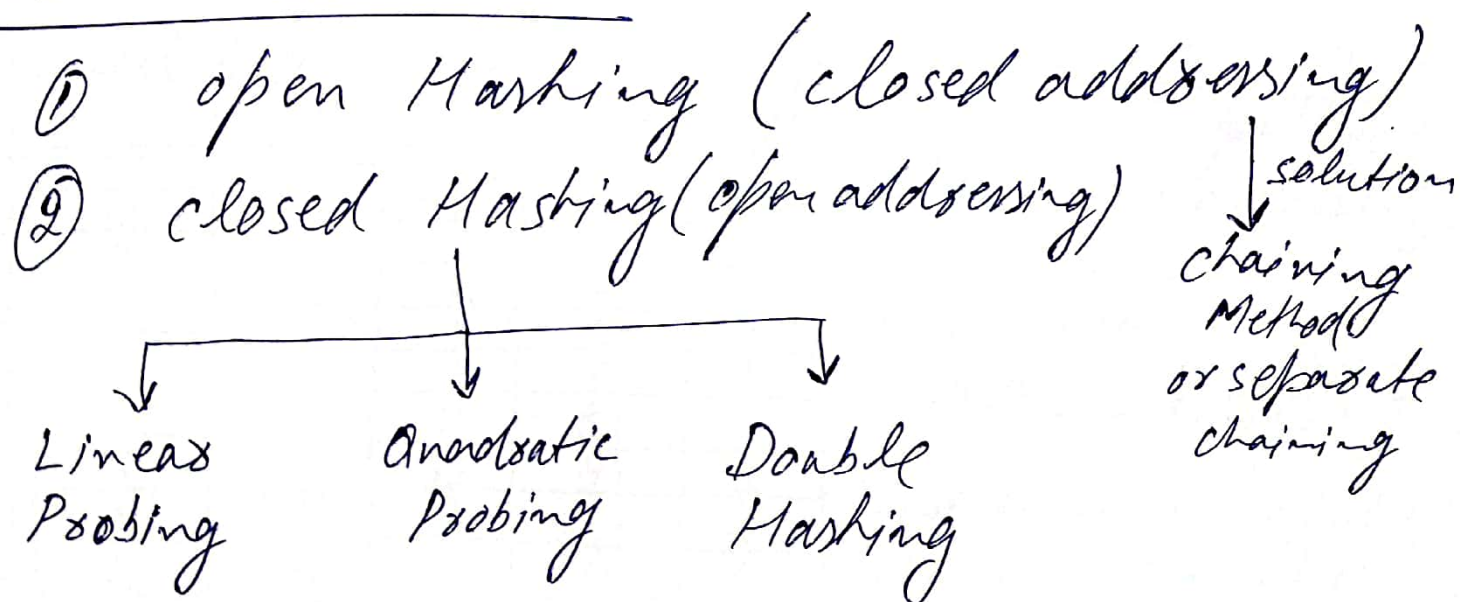 ① open Hashing (closed addressing)
② closed Hashing (open addressing)
solution
chaining
Method
or separate
chaining
Linear
Probing
Quadratic
Probing
Double
Hashing